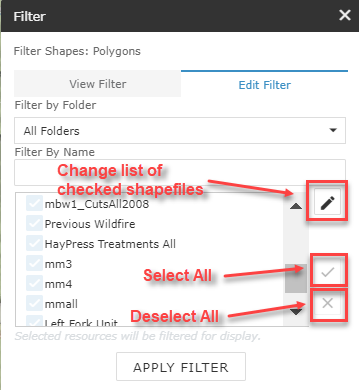 Filter
Filter Shapes: Polygons
View Filter
Edit Filter
Filter by Folder
All Folders
Filter By Name
Change list of
checked shapefiles
mbw1_CutsAll2008
Previous Wildfire
HayPress Treatments All
mm3
Select All
mm4
mmall
Deselect All
Left Fork Unit
Selected resources will be filtered for display.
APPLY FILTER